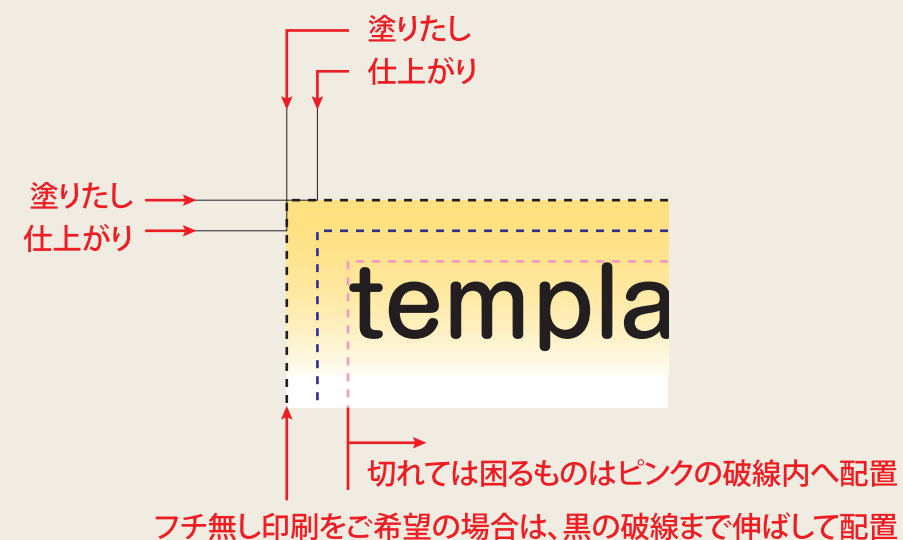 塗りたし
仕上がり
塗りたし
仕上がり
templa
切れては困るものはピンクの破線内へ配置
フチ無し印刷をご希望の場合は、黒の破線まで伸ばして配置